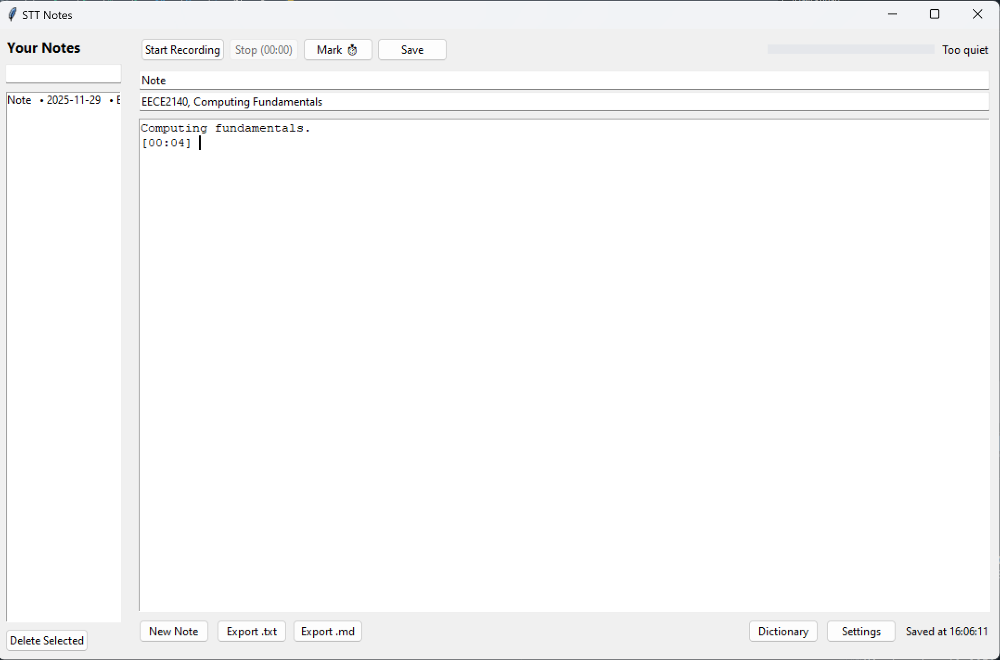 STT Notes
Your Notes
Start Recording
Stop (00:00)
Mark ⏱
Save
Too quiet
Note
EECE2140, Computing Fundamentals
Note • 2025-11-29 • E
Computing fundamentals.
[00:04]
New Note
Export .txt
Export .md
Dictionary
Settings
Saved at 16:06:11
Delete Selected